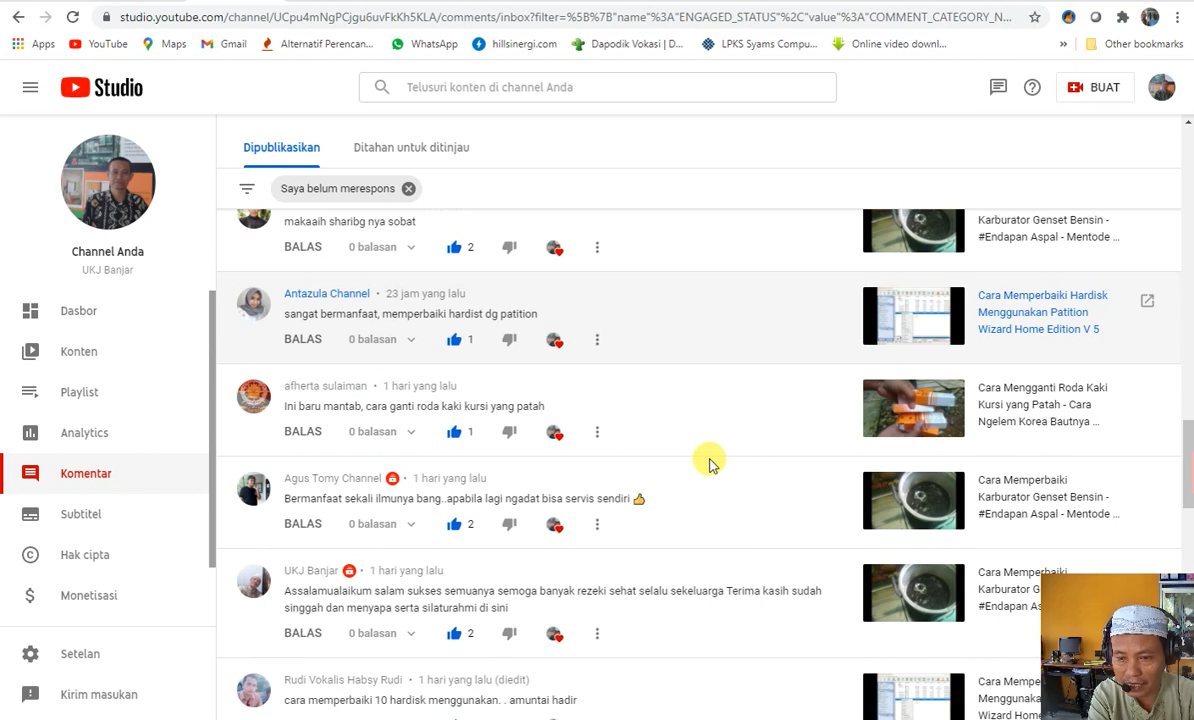 studio.youtube.com/channel/UCpu4mNgPCjgu6uvFkKh5KLA/comments/inbox?filter=%5B%7B"name"%3A"ENGAGED_STATUS"%2C"value"%3A"COMMENT_CATEGORY_N...
Apps YouTube Maps Gmail Alternatif Perencan... WhatsApp hillsinergi.com Dapodik Vokasi | D... LPKS Syams Compu... Online video downl... » Other bookmarks
Studio
Telusuri konten di channel Anda
BUAT
Dipublikasikan Ditahan untuk ditinjau
Saya belum merespons
Channel Anda
UKJ Banjar
Dasbor
Konten
Playlist
Analytics
Komentar
Subtitel
Hak cipta
Monetisasi
Setelan
Kirim masukan
makaaih sharibg nya sobat
BALAS 0 balasan 2
Karburator Genset Bensin -
#Endapan Aspal - Mentode ...
Antazula Channel • 23 jam yang lalu
sangat bermanfaat, memperbaiki hardist dg patition
BALAS 0 balasan 1
Cara Memperbaiki Hardisk
Menggunakan Patition
Wizard Home Edition V 5
afherta sulaiman • 1 hari yang lalu
Ini baru mantab, cara ganti roda kaki kursi yang patah
BALAS 0 balasan 1
Cara Mengganti Roda Kaki
Kursi yang Patah - Cara
Ngelem Korea Bautnya ...
Agus Tomy Channel • 1 hari yang lalu
Bermanfaat sekali ilmunya bang..apabila lagi ngadat bisa servis sendiri 👍
BALAS 0 balasan 2
Cara Memperbaiki
Karburator Genset Bensin -
#Endapan Aspal - Mentode ...
UKJ Banjar • 1 hari yang lalu
Assalamualaikum salam sukses semuanya semoga banyak rezeki sehat selalu sekeluarga Terima kasih sudah
singgah dan menyapa serta silaturahmi di sini
BALAS 0 balasan 2
Cara Memperbaiki
Karburator G
#Endapan As
Rudi Vokalis Habsy Rudi • 1 hari yang lalu (diedit)
cara memperbaiki 10 hardisk menggunakan. . amuntai hadir
Cara Memp
Menggunaka
Wizard Hom